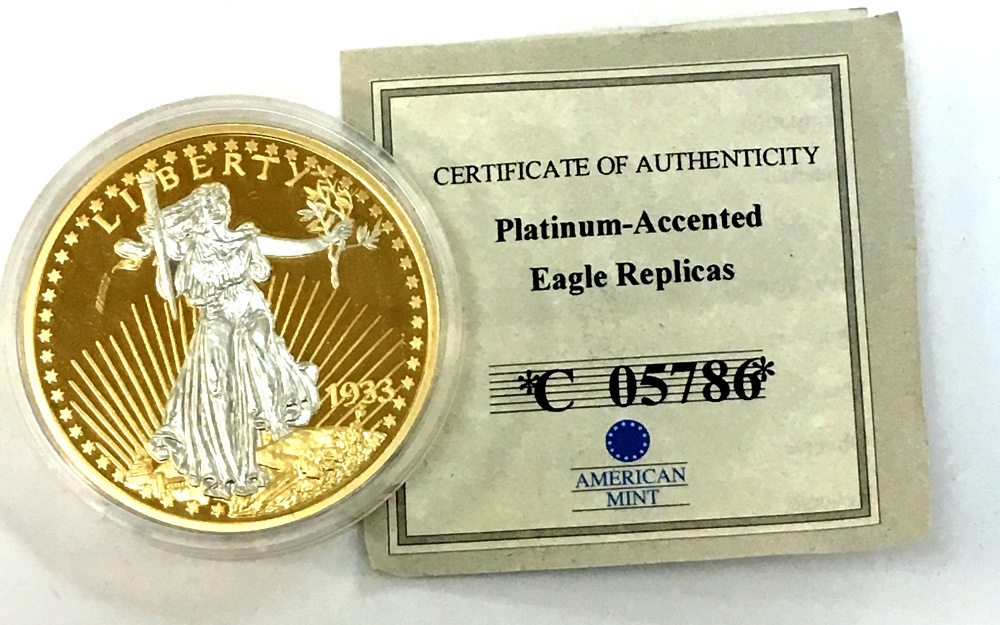 LIBERTY
1933
CERTIFICATE OF AUTHENTICITY
Platinum-Accented
Eagle Replicas
*C 05786*
AMERICAN
MINT